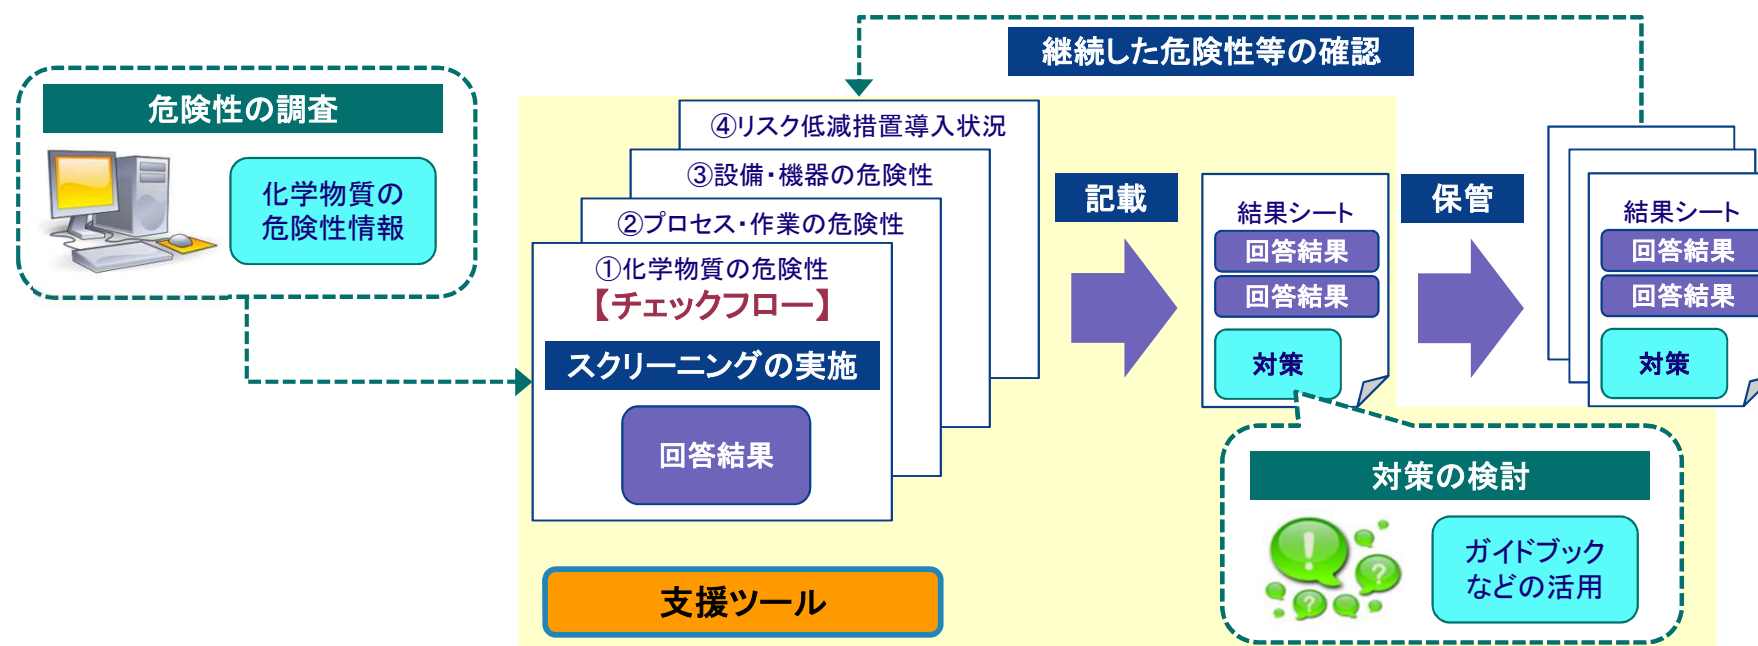 継続した危険性等の確認
危険性の調査
化学物質の
危険性情報
④リスク低減措置導入状況
③設備・機器の危険性
②プロセス・作業の危険性
①化学物質の危険性
【チェックフロー】
スクリーニングの実施
回答結果
支援ツール
記載
結果シート
回答結果
回答結果
対策
保管
結果シート
回答結果
回答結果
対策
対策の検討
!
?
?
?
?
ガイドブック
などの活用